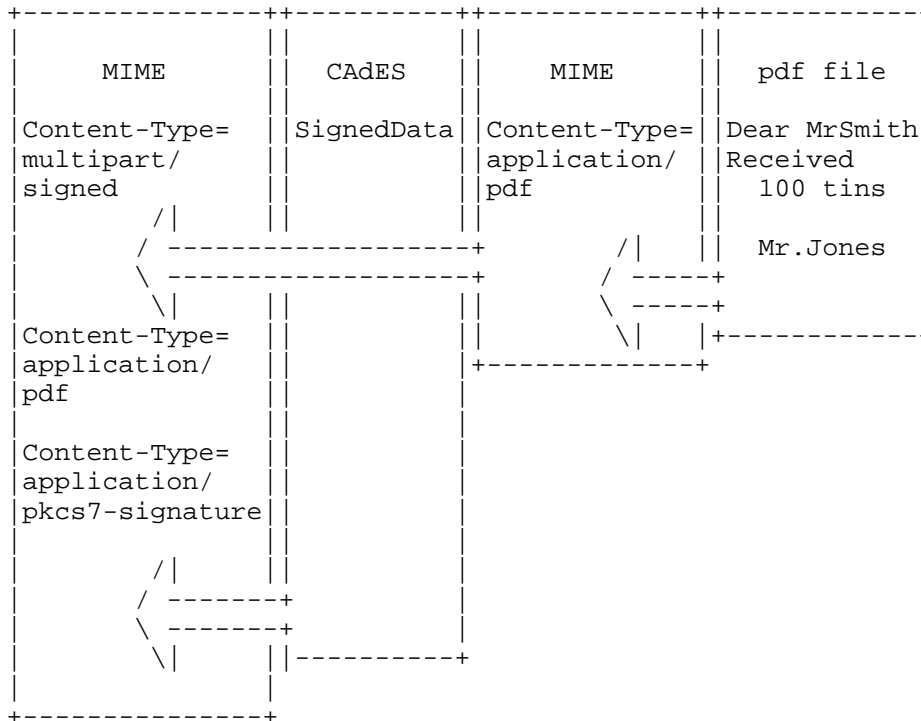 MIME CAdES MIME pdf file
Content-Type= SignedData Content-Type= Dear MrSmith
multipart/ application/ Received
signed pdf 100 tins
Mr.Jones
Content-Type=
application/
pdf
Content-Type=
application/
pkcs7-signature